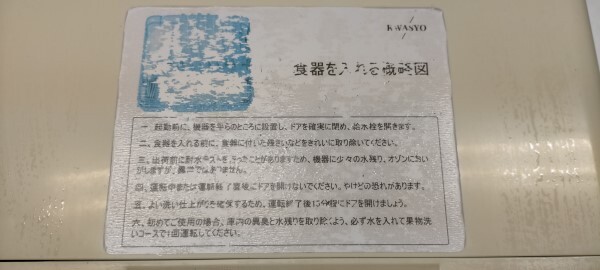 KWASYO
食器を入れる概略図
一、起動前に、機器を平らのところに設置し、ドアを確実に閉め、給水栓を開きます。
二、食器を入れる前に、食器に付いた残さいなどをきれいに取り除いてください。
三、出荷前に耐水テストを行ったことがありますため、機器に少々の水残り、オゾンにおい
がしますが、異常ではありません。
四、運転中または運転終了直後にドアを開けないでください。やけどの恐れがあります。
五、よい洗い仕上がりを確保するため、運転終了後15分程にドアを開けましょう。
六、初めてご使用の場合、庫内の異臭と水残りを取り除くよう、必ず水を入れて果物洗
いコースで1回運転してください。